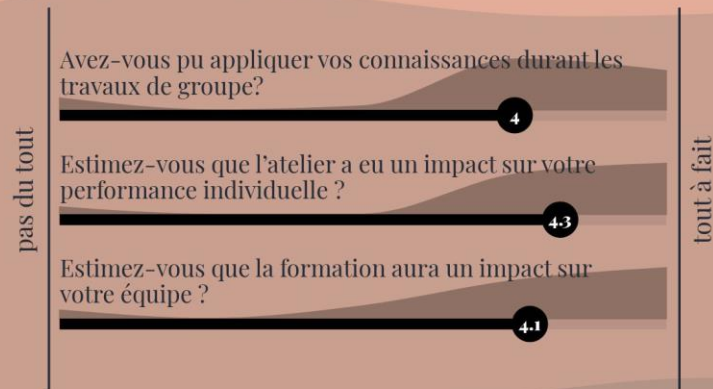 pas du tout
Avez-vous pu appliquer vos connaissances durant les
travaux de groupe?
4
Estimez-vous que l'atelier a eu un impact sur votre
performance individuelle ?
4.3
Estimez-vous que la formation aura un impact sur
votre équipe ?
4.1
tout à fait